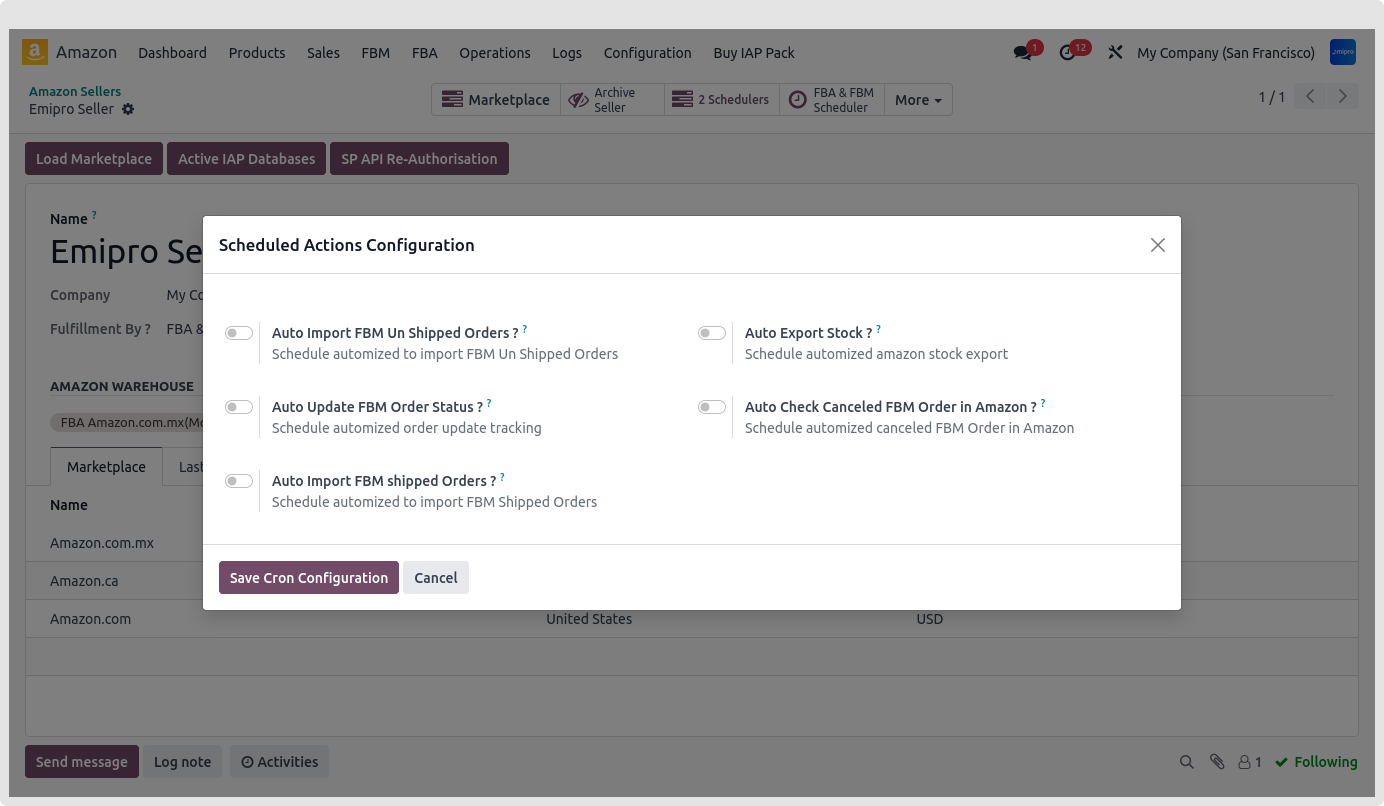 Amazon Dashboard Products Sales FBM FBA Operations Logs Configuration Buy IAP Pack 1 12 My Company (San Francisco)
Amazon Sellers
Emipro Seller
Marketplace
Archive
Seller
2 Schedulers
FBA & FBM
Scheduler
More
1 / 1
Load Marketplace Active IAP Databases SP API Re-Authorisation
Name ?
Emipro Se
Company My Co
Fulfillment By ? FBA &
AMAZON WAREHOUSE
FBA Amazon.com.mx(Mc
Marketplace Last
Name
Amazon.com.mx
Amazon.ca
Amazon.com United States USD
Scheduled Actions Configuration
Auto Import FBM Un Shipped Orders ? ?
Schedule automized to import FBM Un Shipped Orders
Auto Export Stock ? ?
Schedule automized amazon stock export
Auto Update FBM Order Status ? ?
Schedule automized order update tracking
Auto Check Canceled FBM Order in Amazon ? ?
Schedule automized canceled FBM Order in Amazon
Auto Import FBM shipped Orders ? ?
Schedule automized to import FBM Shipped Orders
Save Cron Configuration Cancel
Send message Log note Activities 1 Following